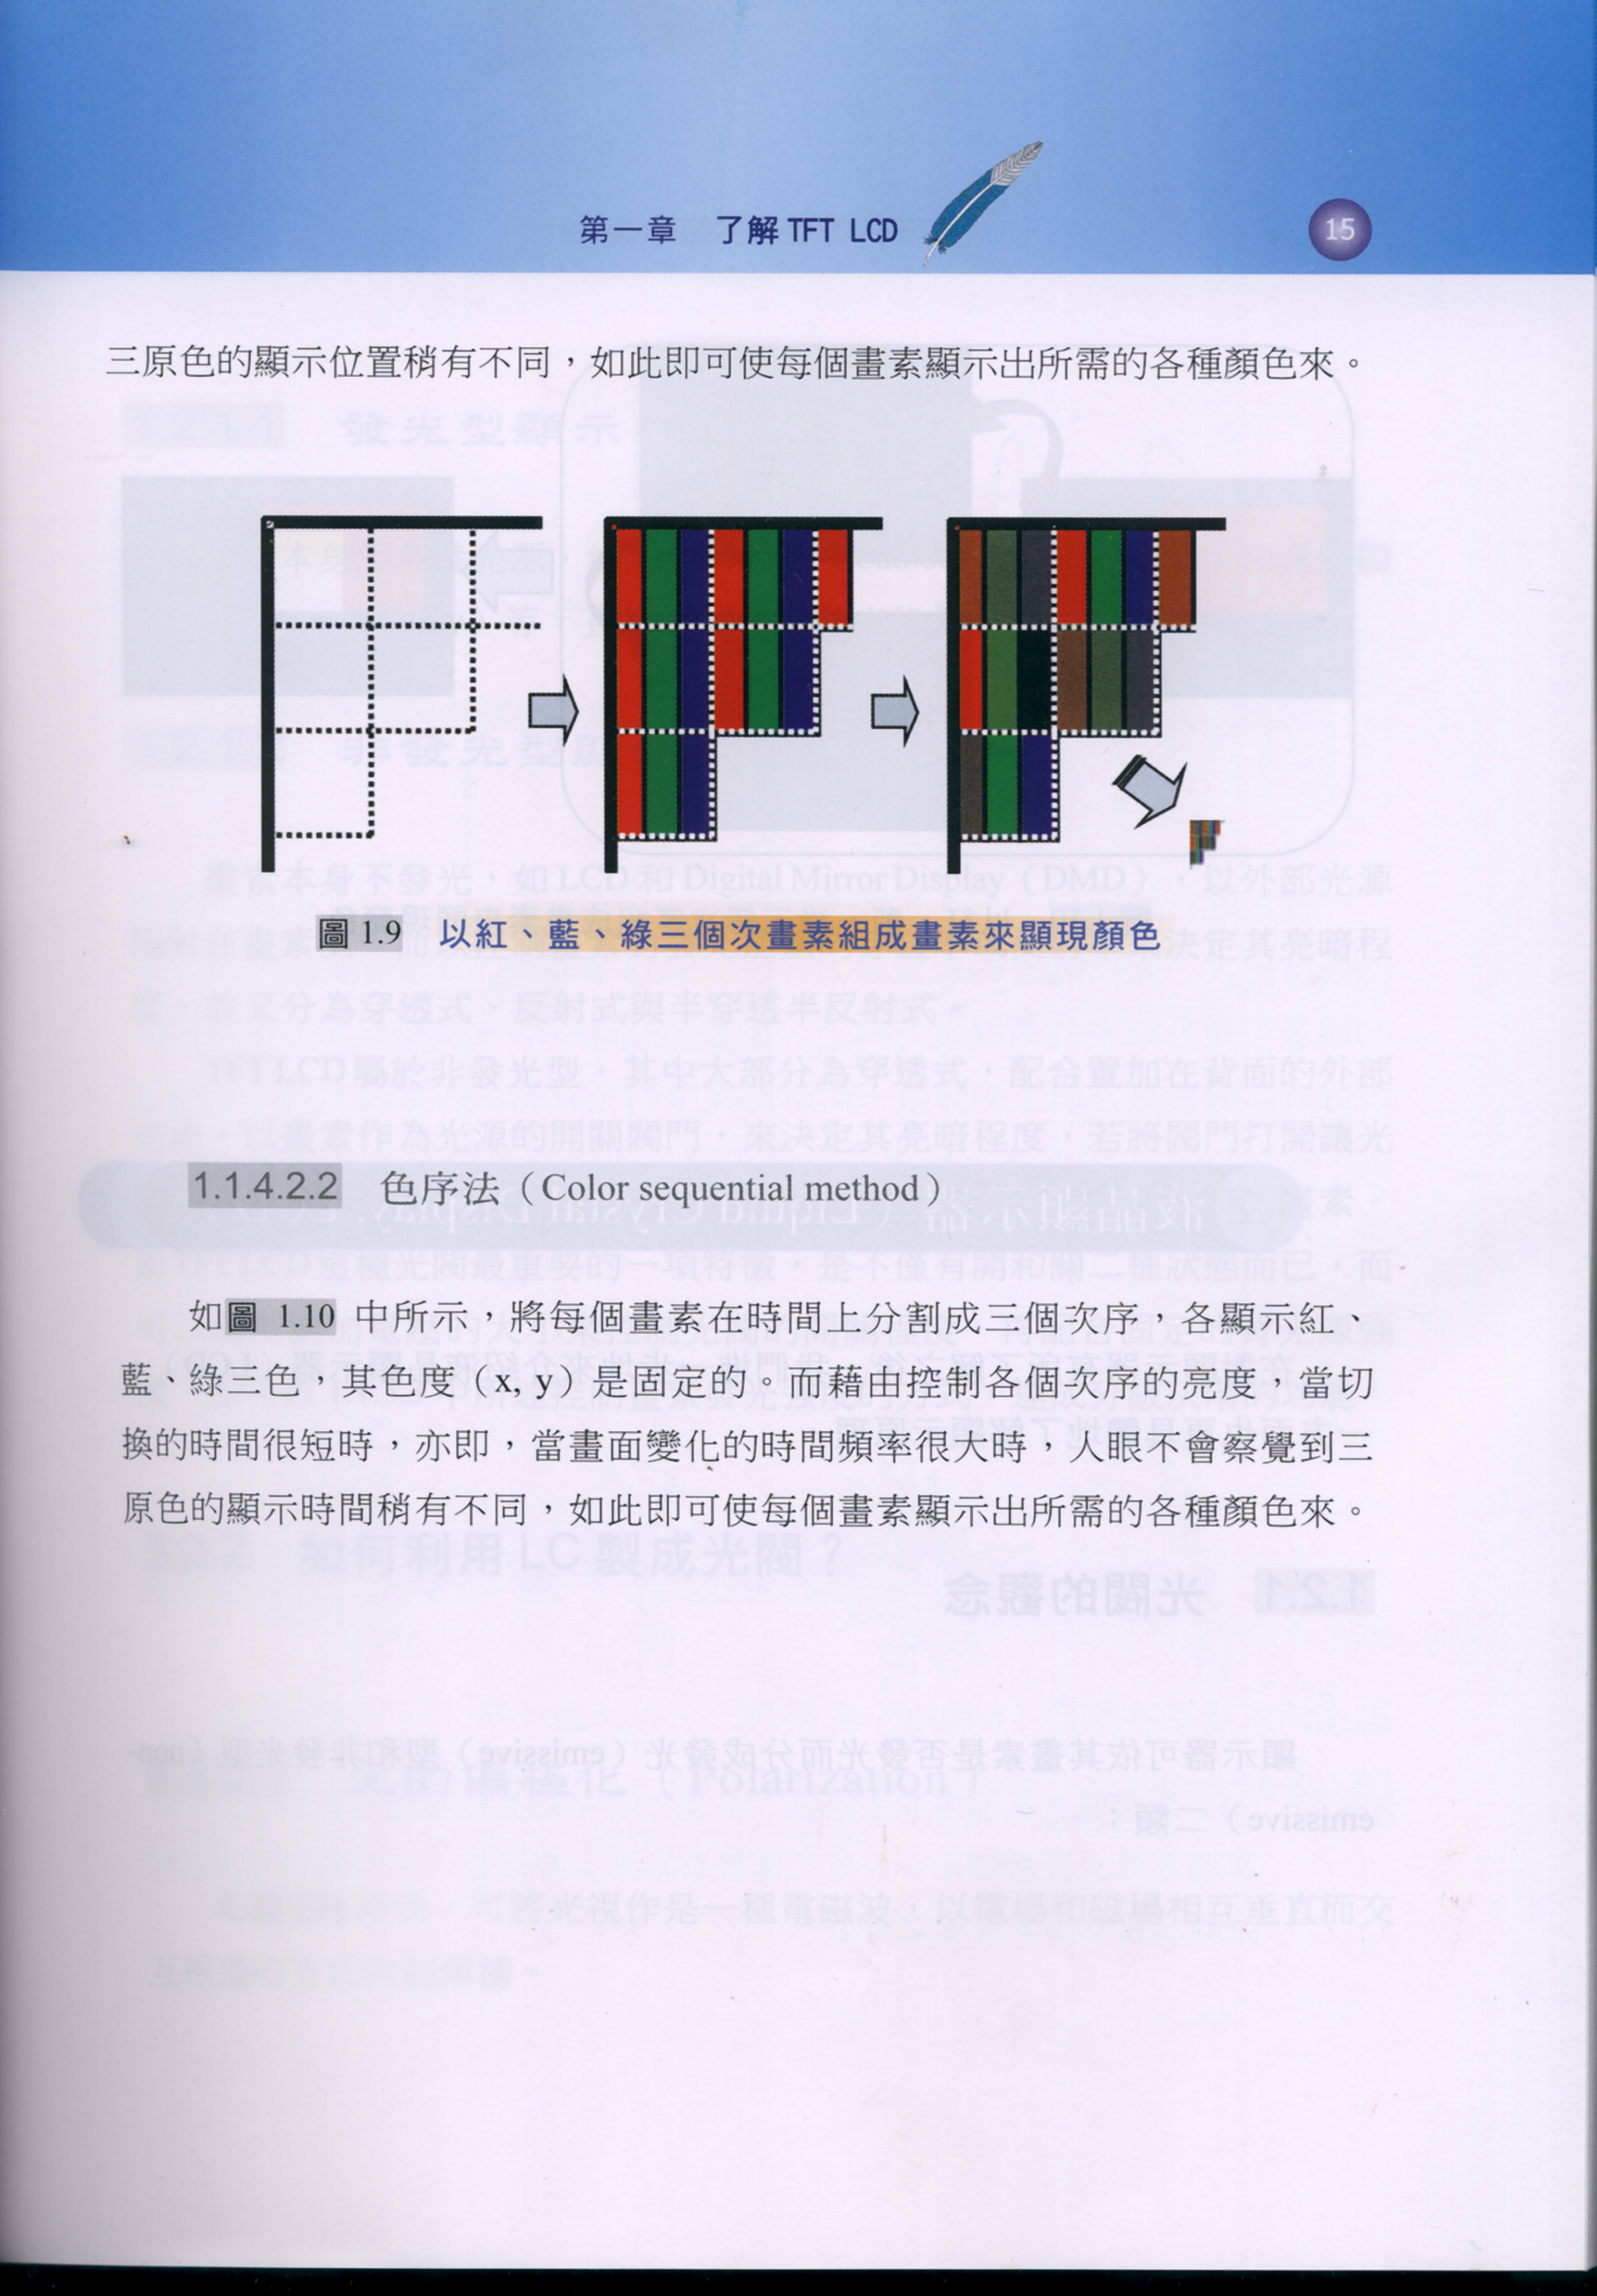 第一章　了解 TFT LCD
15
三原色的顯示位置稍有不同，如此即可使每個畫素顯示出所需的各種顏色來。
圖 1.9　以紅、藍、綠三個次畫素組成畫素來顯現顏色
1.1.4.2.2　色序法（Color sequential method）
如圖 1.10 中所示，將每個畫素在時間上分割成三個次序，各顯示紅、
藍、綠三色，其色度（x, y）是固定的。而藉由控制各個次序的亮度，當切
換的時間很短時，亦即，當畫面變化的時間頻率很大時，人眼不會察覺到三
原色的顯示時間稍有不同，如此即可使每個畫素顯示出所需的各種顏色來。